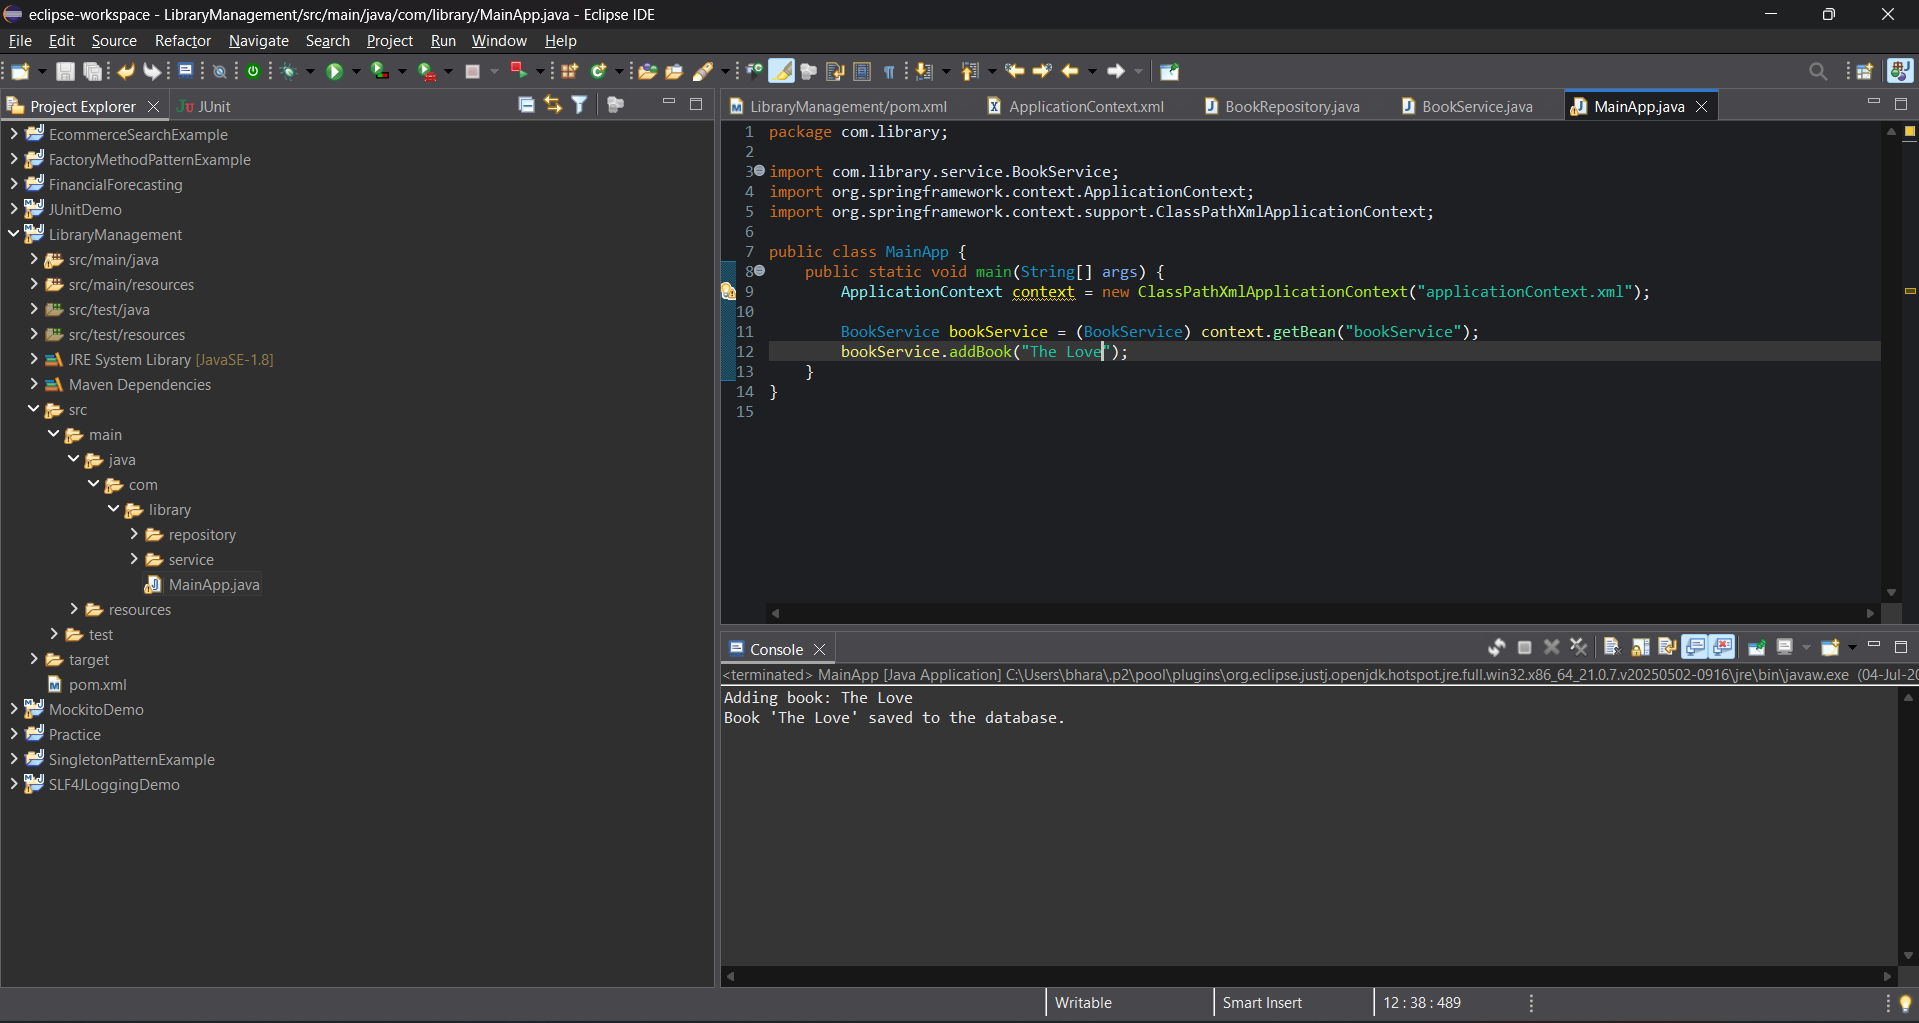 eclipse-workspace - LibraryManagement/src/main/java/com/library/MainApp.java - Eclipse IDE
File Edit Source Refactor Navigate Search Project Run Window Help
Project Explorer JUnit
EcommerceSearchExample
FactoryMethodPatternExample
FinancialForecasting
JUnitDemo
LibraryManagement
src/main/java
src/main/resources
src/test/java
src/test/resources
JRE System Library [JavaSE-1.8]
Maven Dependencies
src
main
java
com
library
repository
service
MainApp.java
resources
test
target
pom.xml
MockitoDemo
Practice
SingletonPatternExample
SLF4JLoggingDemo
LibraryManagement/pom.xml ApplicationContext.xml BookRepository.java BookService.java MainApp.java
1 package com.library;
2
3 import com.library.service.BookService;
4 import org.springframework.context.ApplicationContext;
5 import org.springframework.context.support.ClassPathXmlApplicationContext;
6
7 public class MainApp {
8     public static void main(String[] args) {
9         ApplicationContext context = new ClassPathXmlApplicationContext("applicationContext.xml");
10
11         BookService bookService = (BookService) context.getBean("bookService");
12         bookService.addBook("The Love");
13     }
14 }
15
Console
<terminated> MainApp [Java Application] C:\Users\bhara\.p2\pool\plugins\org.eclipse.justj.openjdk.hotspot.jre.full.win32.x86_64_21.0.7.v20250502-0916\jre\bin\javaw.exe (04-Jul-20
Adding book: The Love
Book 'The Love' saved to the database.
Writable Smart Insert 12 : 38 : 489